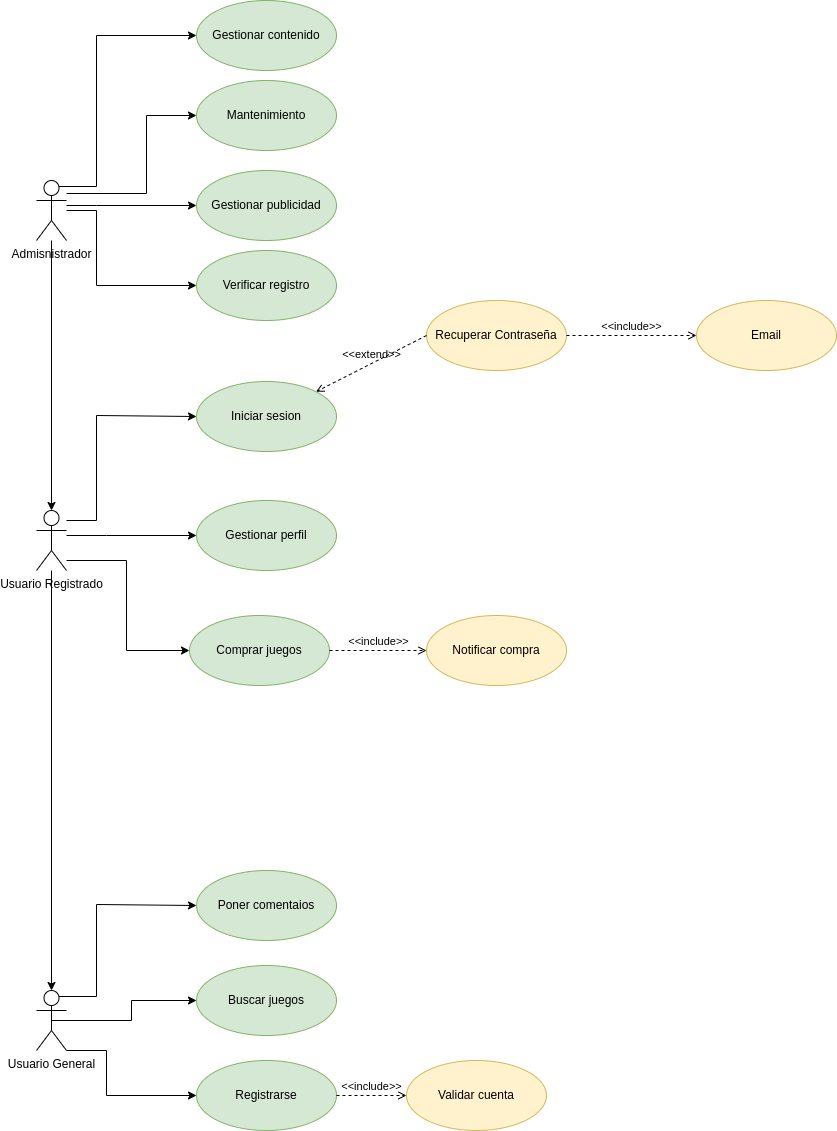 Gestionar contenido
Mantenimiento
Gestionar publicidad
Admisnistrador
Verificar registro
Recuperar Contraseña
<<include>>
Email
<<extend>>
Iniciar sesion
Gestionar perfil
Usuario Registrado
Comprar juegos
<<include>>
Notificar compra
Poner comentaios
Buscar juegos
Usuario General
Registrarse
<<include>>
Validar cuenta